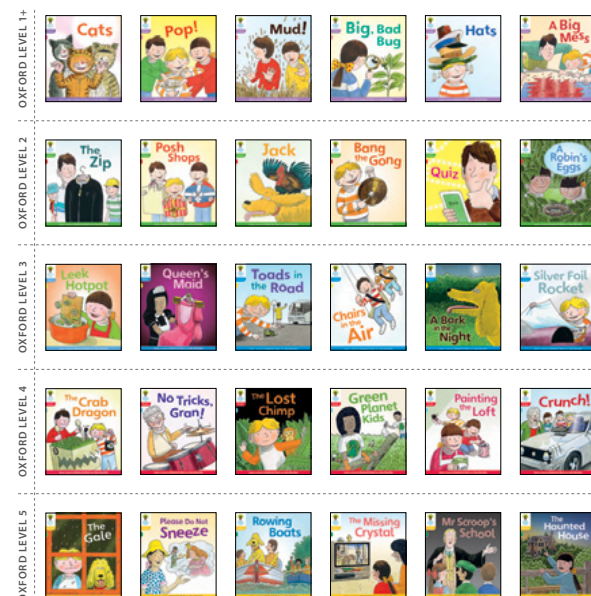 OXFORD LEVEL 1+
Cats
Pop!
Mud!
Big, Bad
Bug
Hats
A Big
Mess
OXFORD LEVEL 2
The
Zip
Posh
Shops
Jack
Bang
the Gong
Quiz
A
Robin's
Eggs
OXFORD LEVEL 3
Leek
Hotpot
Queen's
Maid
Toads in
the Road
Chairs
in the
Air
A Bark
in the
Night
Silver Foil
Rocket
OXFORD LEVEL 4
The Crab
Dragon
No Tricks,
Gran!
The Lost
Chimp
Green
Planet
Kids
Painting
the Loft
Crunch!
OXFORD LEVEL 5
The
Gale
Please Do Not
Sneeze
Rowing
Boats
The Missing
Crystal
Mr Scroop's
School
The
Haunted
House